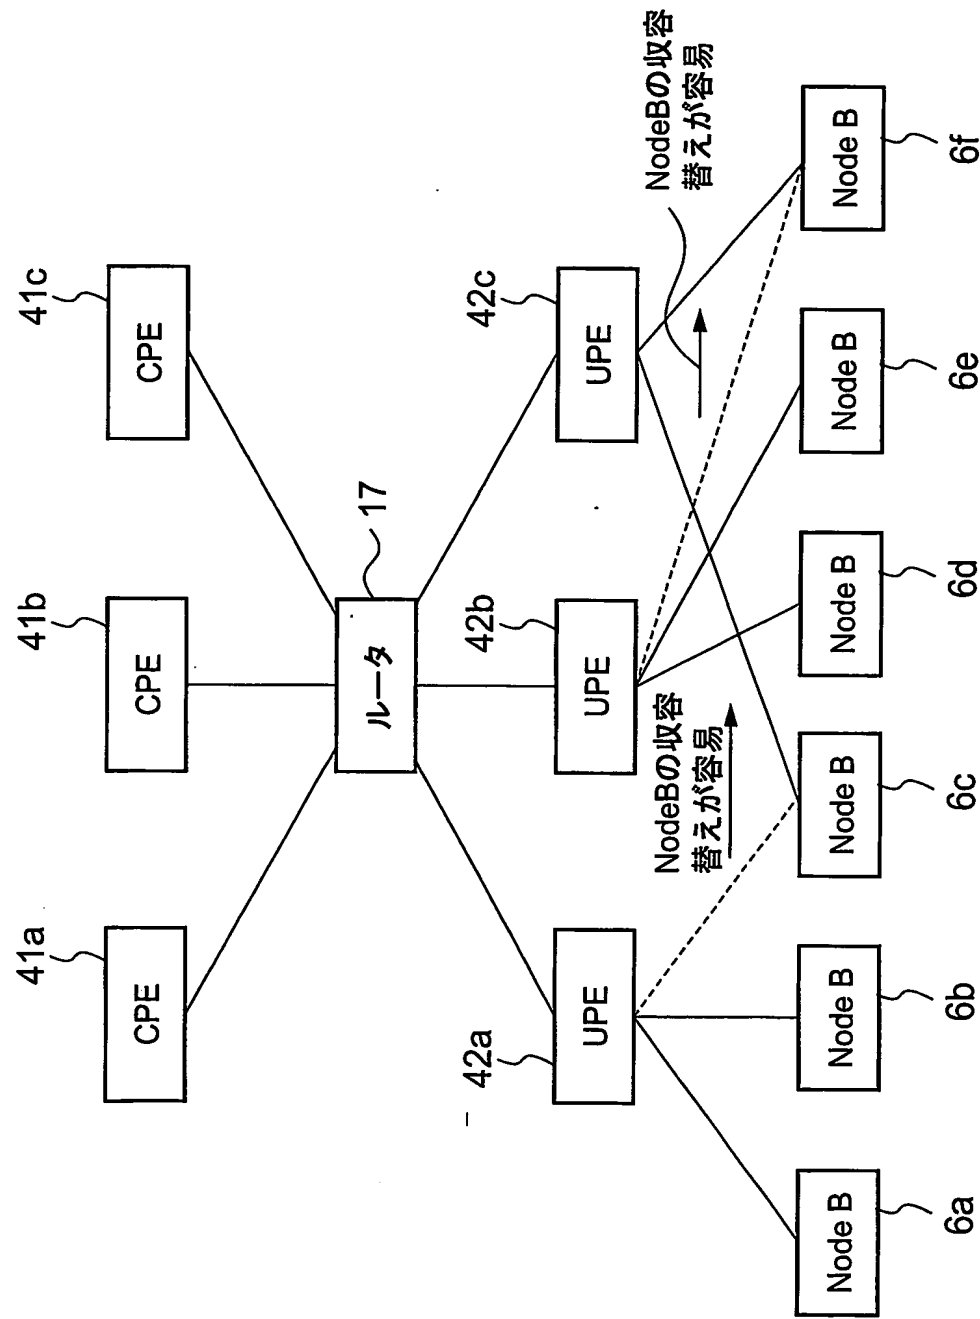 41a
41b
41c
CPE
CPE
CPE
17
ルータ
42a
42b
42c
UPE
UPE
UPE
NodeBの収容
替えが容易
NodeBの収容
替えが容易
Node B
Node B
Node B
Node B
Node B
Node B
6a
6b
6c
6d
6e
6f